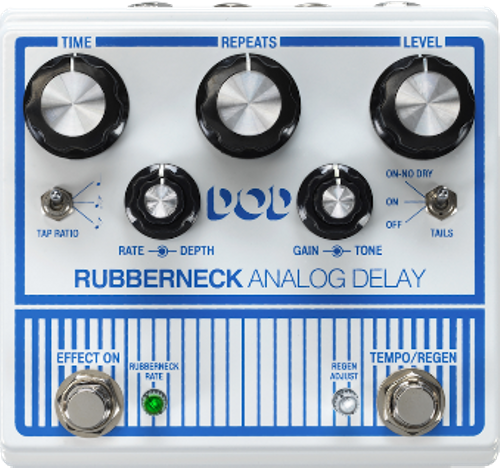 TIME REPEATS LEVEL
ON-NO DRY
ON
OFF
TAP RATIO
TAILS
DOD
RATE DEPTH GAIN TONE
RUBBERNECK ANALOG DELAY
EFFECT ON
RUBBERNECK
RATE
REGEN
ADJUST
TEMPO/REGEN